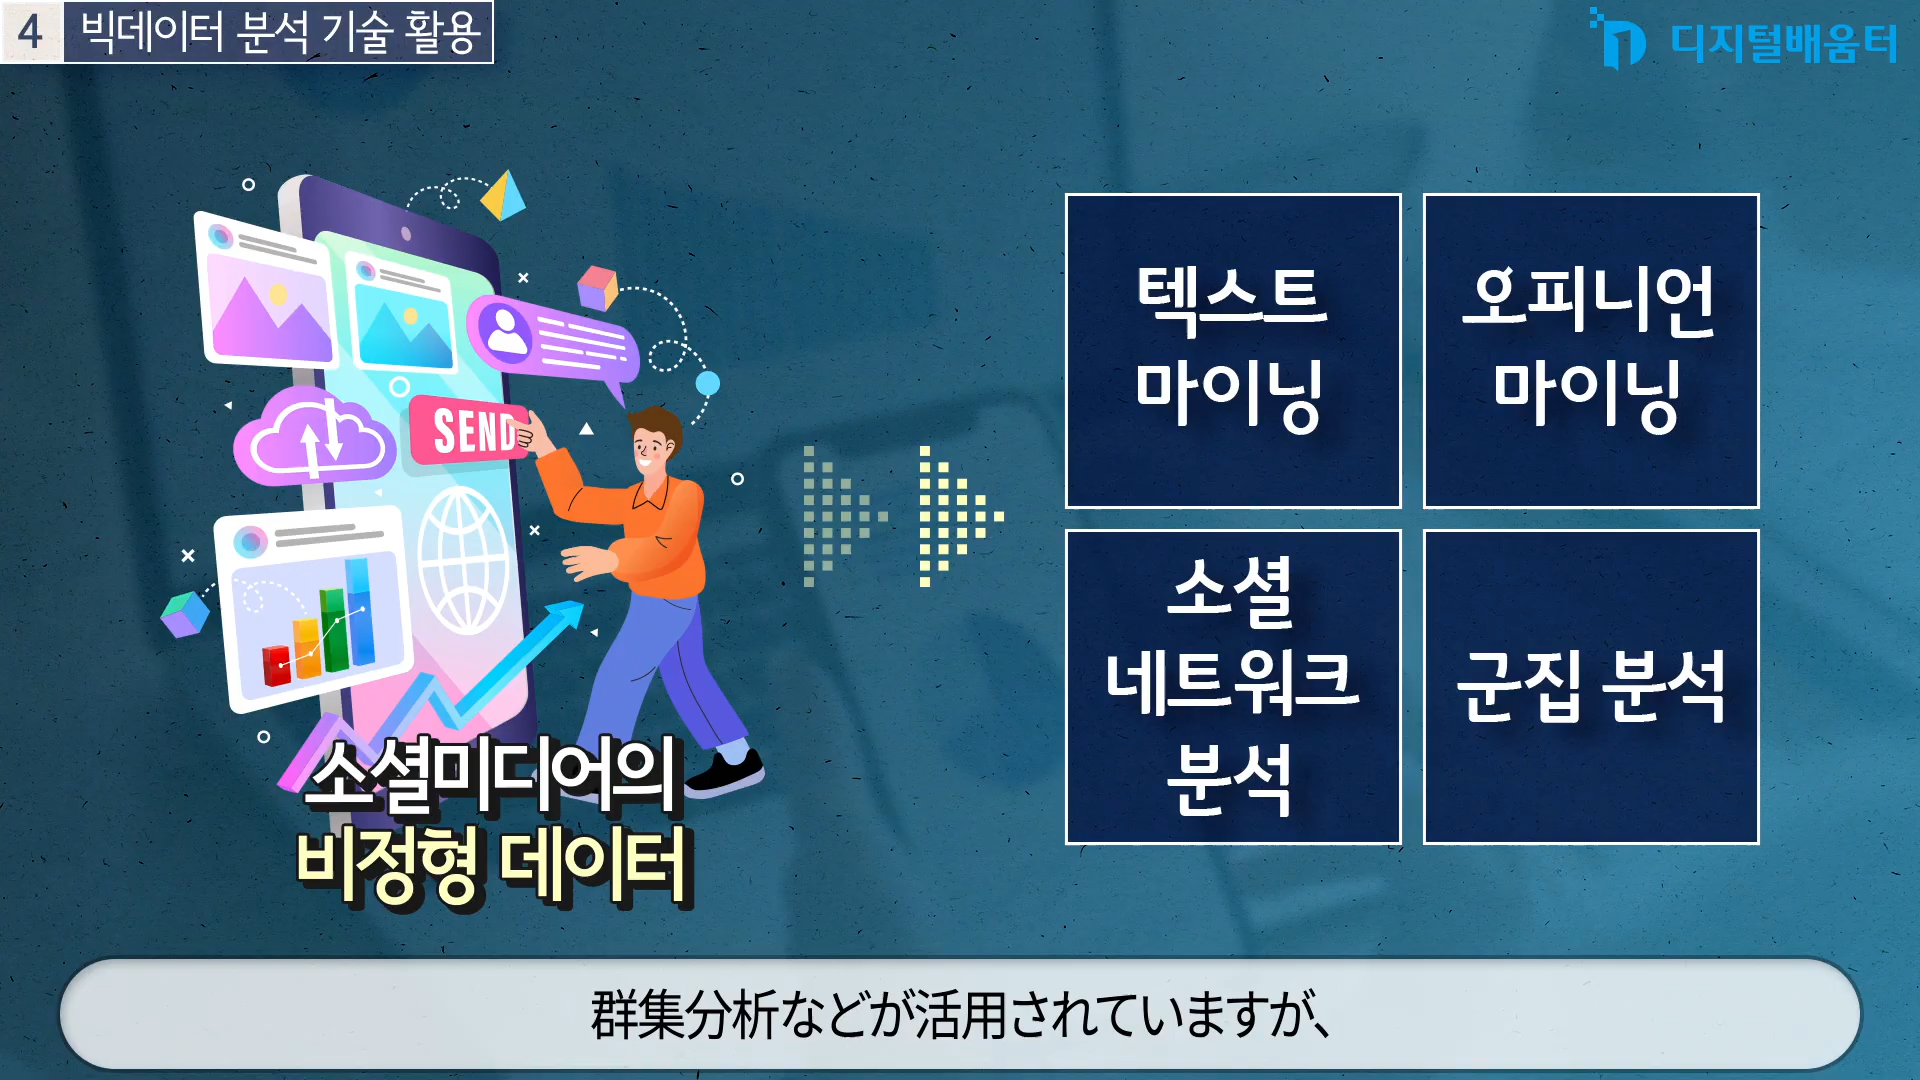 4 빅데이터 분석 기술 활용
디지털배움터
SEND
소셜미디어의
비정형 데이터
텍스트
마이닝
오피니언
마이닝
소셜
네트워크
분석
군집 분석
群集分析などが活用されていますが、